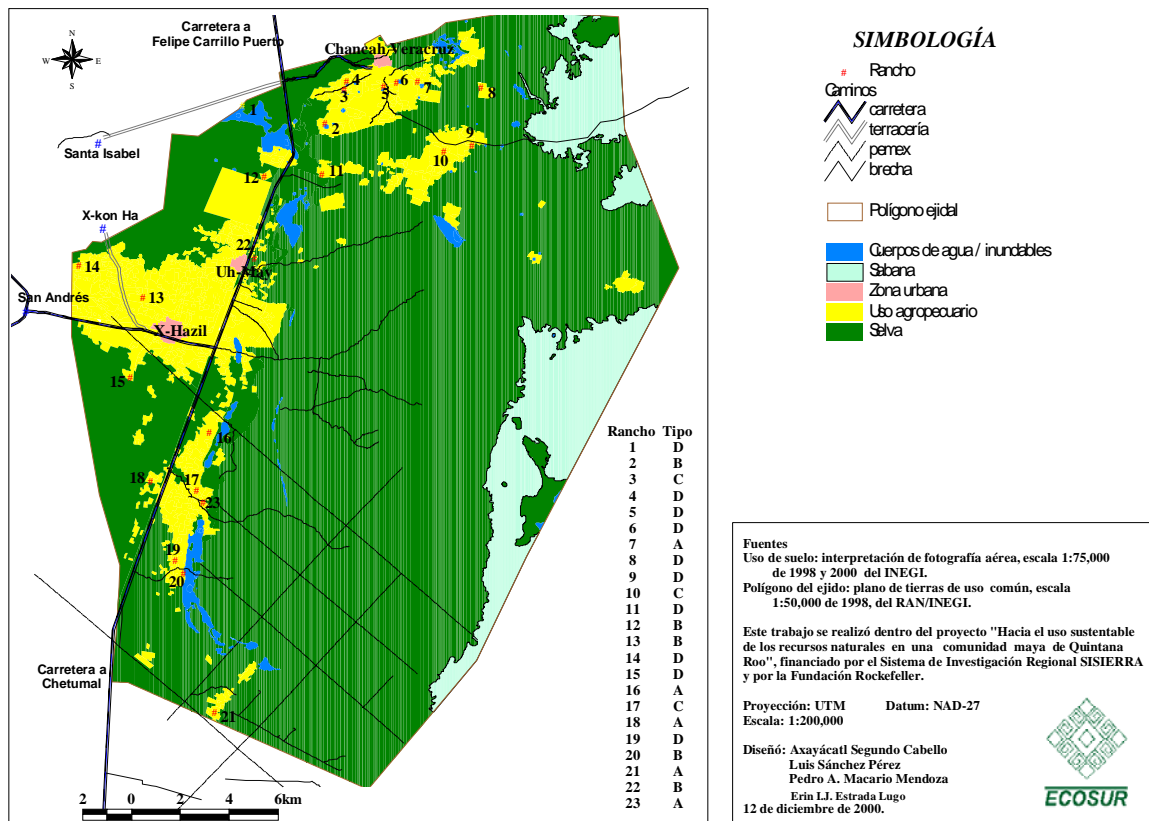 Carretera a
Felipe Carrillo Puerto
Chancah Veracruz
N
W E
S
1
2
3
4
5
6
7
8
9
10
11
12
Santa Isabel
X-kon Ha
22
Uh-May
14
13
San Andrés
X-Hazil
15
16
18
17
23
19
20
21
Carretera a
Chetumal
2 0 2 4 6km
Rancho Tipo
1 D
2 B
3 C
4 D
5 D
6 D
7 A
8 D
9 D
10 C
11 D
12 B
13 B
14 D
15 D
16 A
17 C
18 A
19 D
20 B
21 A
22 B
23 A
SIMBOLOGÍA
Rancho
Caminos
carretera
terracería
pemex
brecha
Polígono ejidal
Cuerpos de agua / inundables
Sabana
Zona urbana
Uso agropecuario
Selva
Fuentes
Uso de suelo: interpretación de fotografía aérea, escala 1:75,000
de 1998 y 2000 del INEGI.
Polígono del ejido: plano de tierras de uso común, escala
1:50,000 de 1998, del RAN/INEGI.
Este trabajo se realizó dentro del proyecto "Hacia el uso sustentable
de los recursos naturales en una comunidad maya de Quintana
Roo", financiado por el Sistema de Investigación Regional SISIERRA
y por la Fundación Rockefeller.
Proyección: UTM Datum: NAD-27
Escala: 1:200,000
Diseñó: Axayácatl Segundo Cabello
Luis Sánchez Pérez
Pedro A. Macario Mendoza
Erin I.J. Estrada Lugo
12 de diciembre de 2000.
ECOSUR